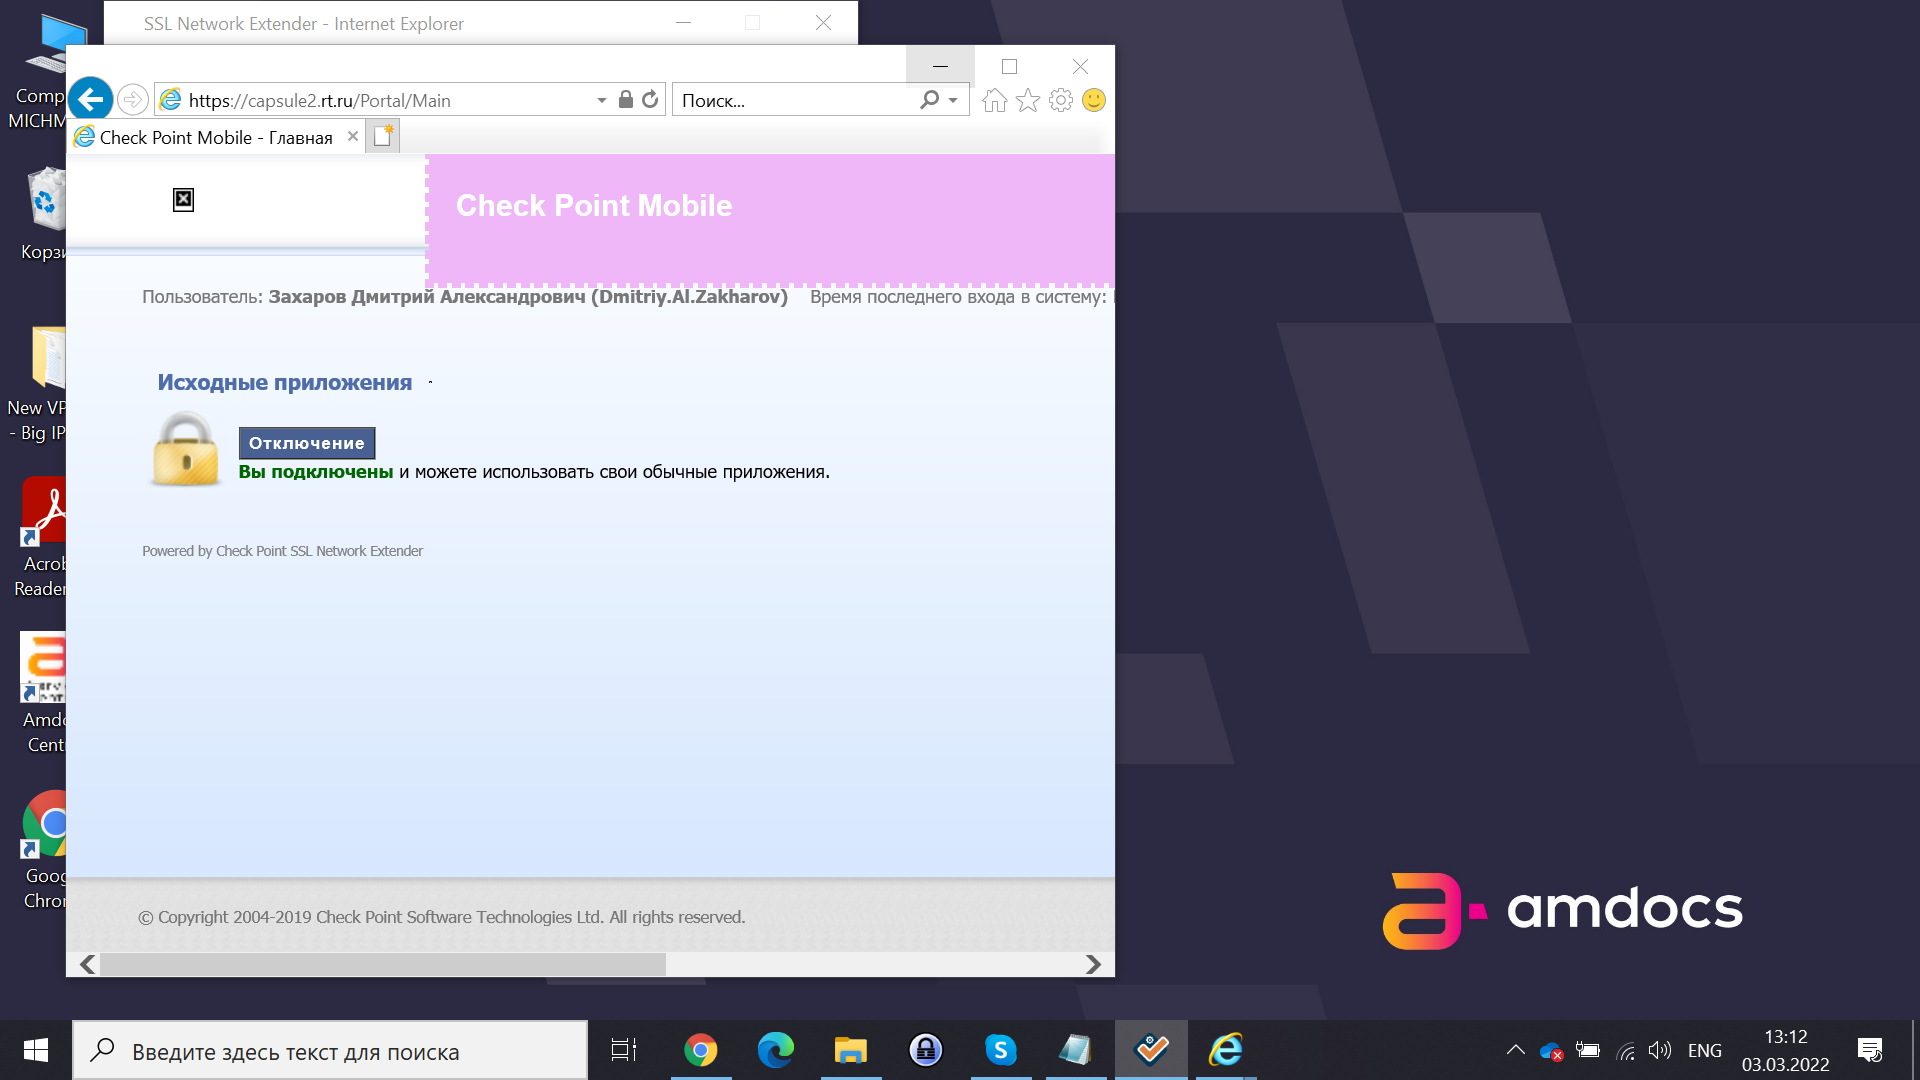 SSL Network Extender - Internet Explorer
https://capsule2.rt.ru/Portal/Main
Поиск...
Check Point Mobile - Главная
Check Point Mobile
Пользователь: Захаров Дмитрий Александрович (Dmitriy.Al.Zakharov) Время последнего входа в систему:
Исходные приложения
Отключение
Вы подключены и можете использовать свои обычные приложения.
Powered by Check Point SSL Network Extender
© Copyright 2004-2019 Check Point Software Technologies Ltd. All rights reserved.
Comp
MICHM
Корзи
New VP
- Big IP
Acrob
Reader
Amdo
Cent
Goog
Chron
amdocs
Введите здесь текст для поиска
ENG
13:12
03.03.2022